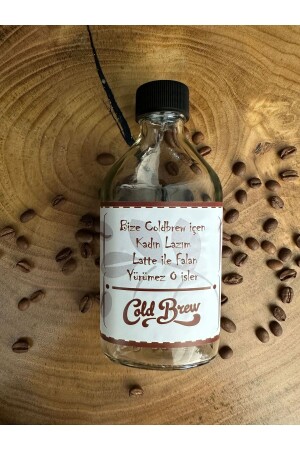 Bize Coldbrew içen
Kadın Lazım
Latte ile Falan
Yürümez O işler
Cold Brew